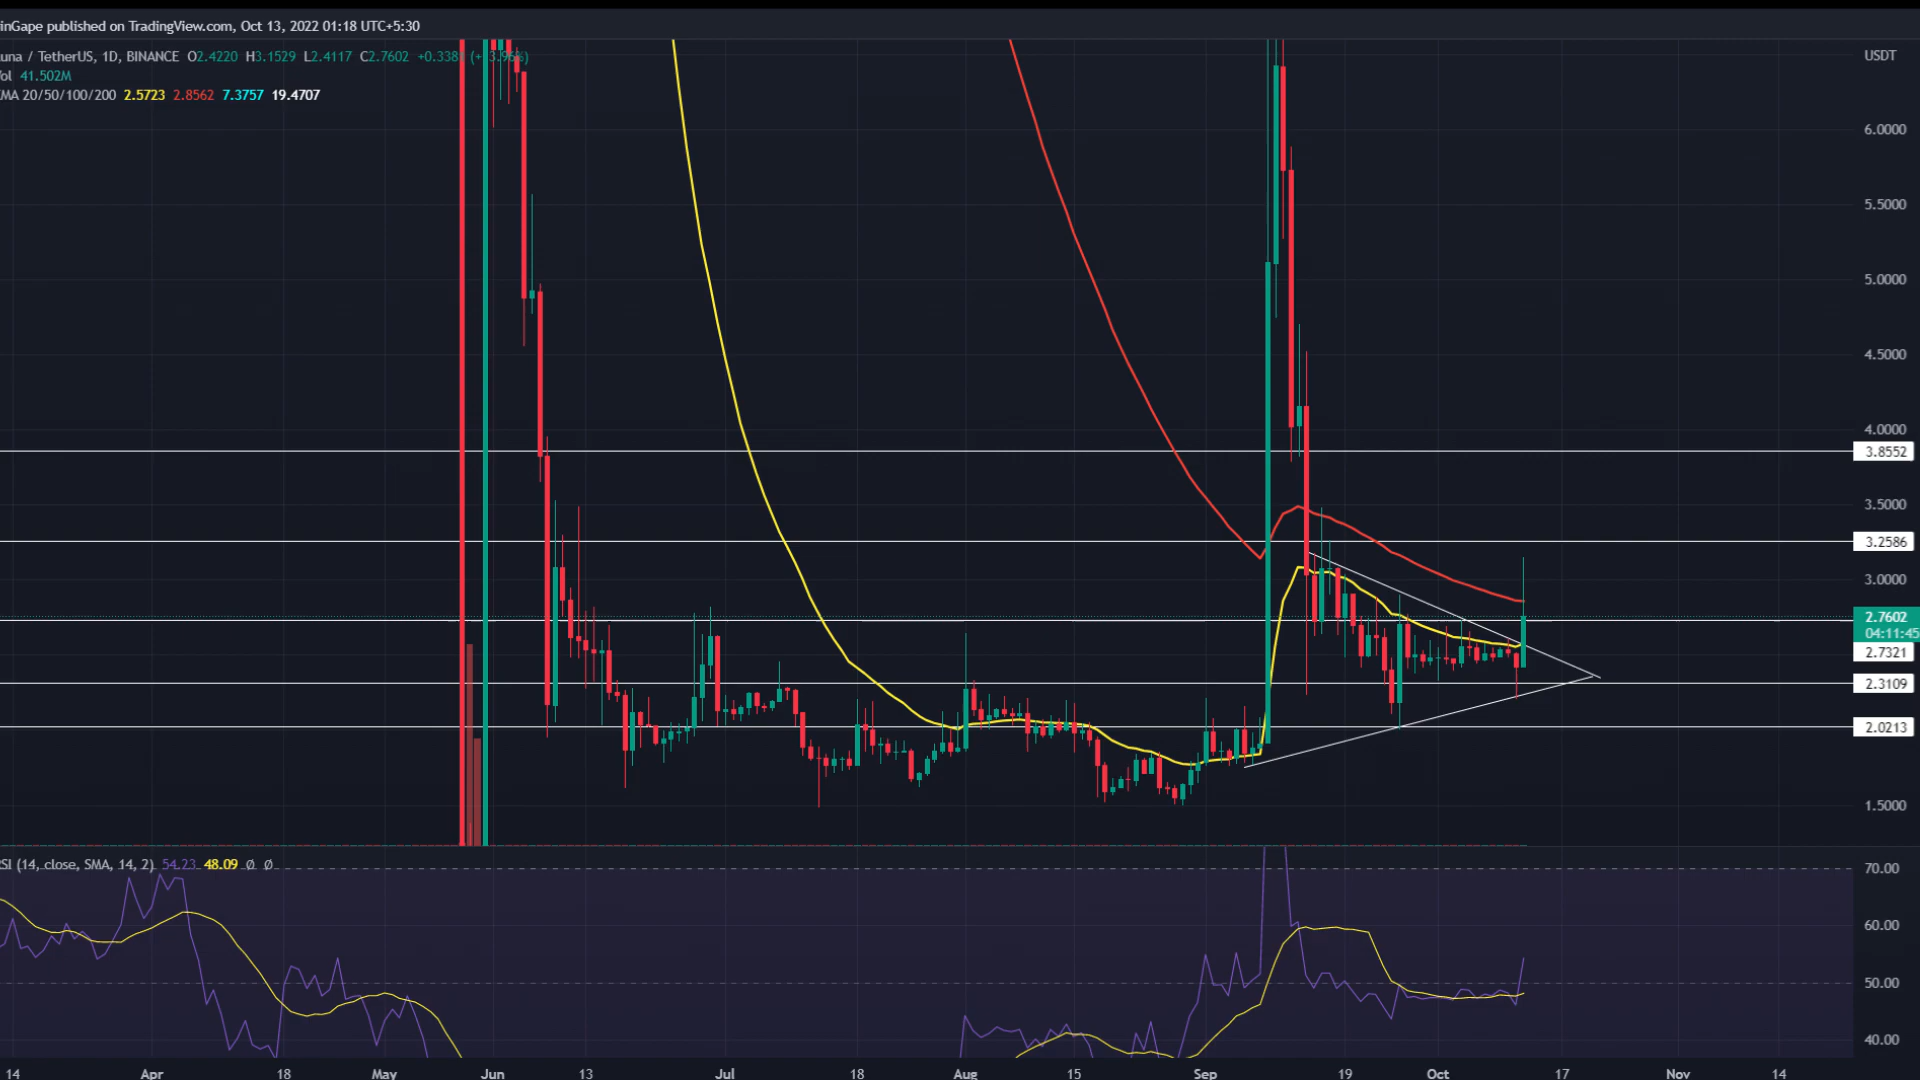 inGape published on TradingView.com, Oct 13, 2022 01:18 UTC+5:30
una / TetherUS, 1D, BINANCE O2.4220 H3.1529 L2.4117 C2.7602 +0.338 (+ 3.96%)
ol 41.502M
MA 20/50/100/200 2.5723 2.8562 7.3757 19.4707
USDT
6.0000
5.5000
5.0000
4.5000
4.0000
3.8552
3.5000
3.2586
3.0000
2.7602
04:11:45
2.7321
2.3109
2.0213
1.5000
SI (14, close, SMA, 14, 2) 54.23 48.09 Ø Ø
70.00
60.00
50.00
40.00
14 Apr 18 May Jun 13 Jul 18 Aug 15 Sep 19 Oct 17 Nov 14